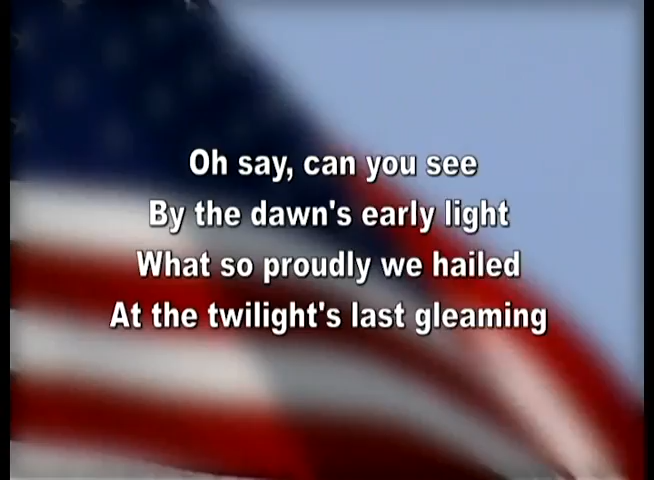 Oh say, can you see
By the dawn's early light
What so proudly we hailed
At the twilight's last gleaming